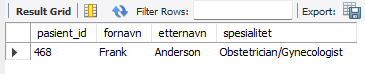 Result Grid Filter Rows: Export:
pasient_id fornavn etternavn spesialitet
468 Frank Anderson Obstetrician/Gynecologist